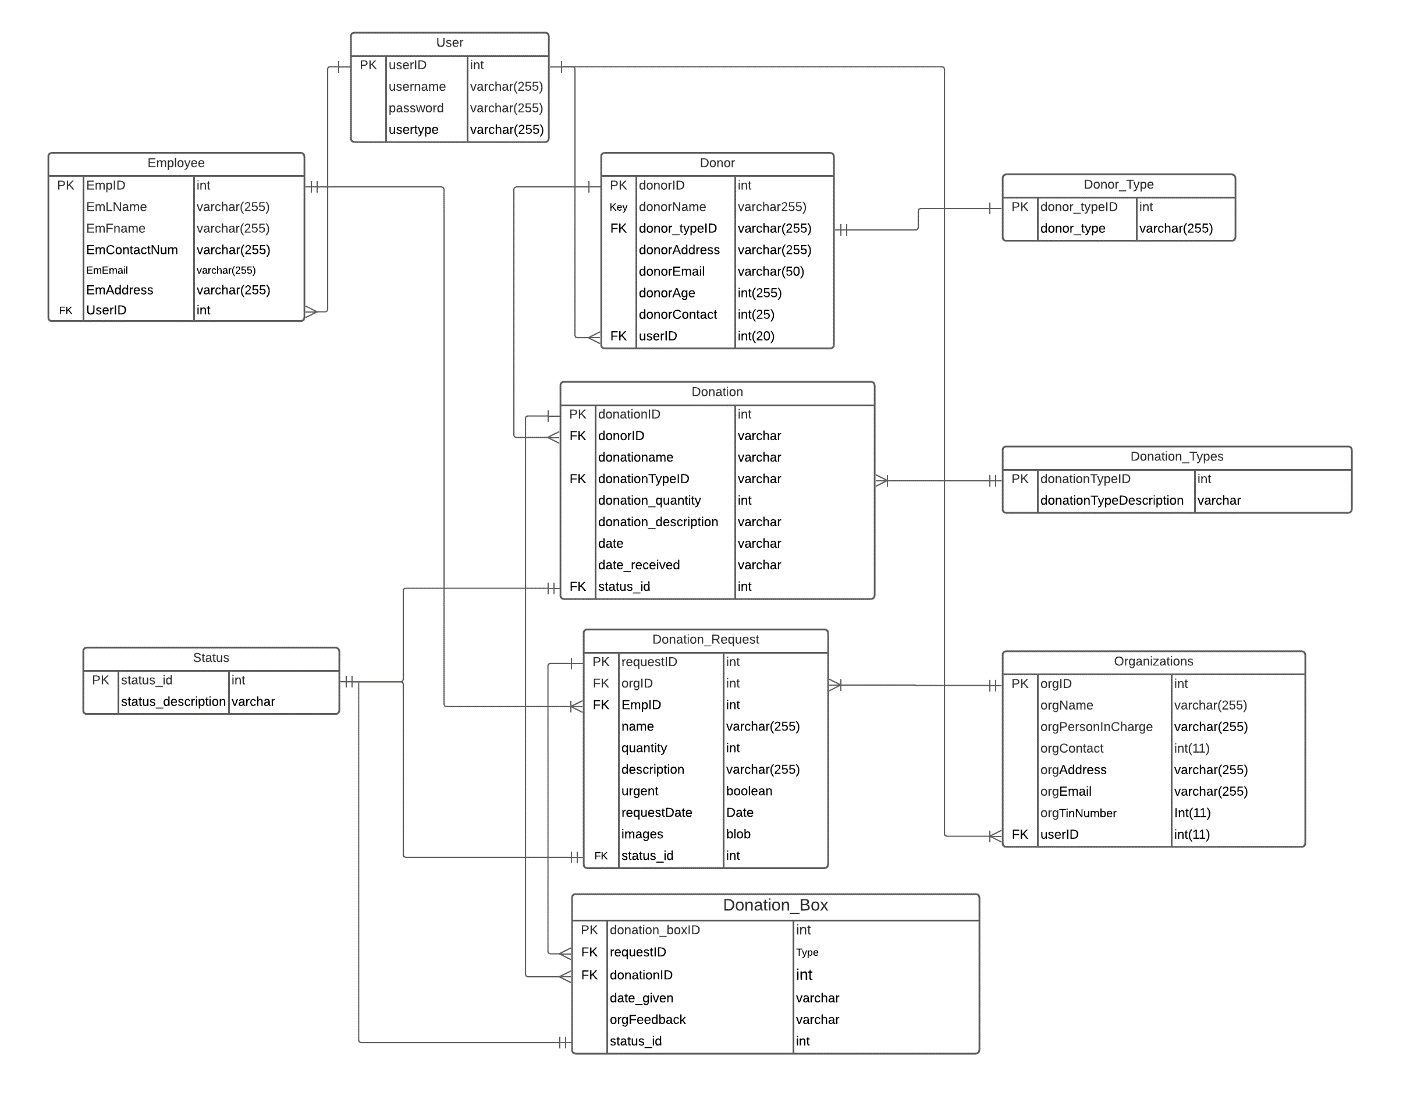 User
PK userID int
username varchar(255)
password varchar(255)
usertype varchar(255)
Employee
PK EmpID int
EmLName varchar(255)
EmFname varchar(255)
EmContactNum varchar(255)
EmEmail varchar(255)
EmAddress varchar(255)
FK UserID int
Donor
PK donorID int
Key donorName varchar255)
FK donor_typeID varchar(255)
donorAddress varchar(255)
donorEmail varchar(50)
donorAge int(255)
donorContact int(25)
FK userID int(20)
Donor_Type
PK donor_typeID int
donor_type varchar(255)
Donation
PK donationID int
FK donorID varchar
donationame varchar
FK donationTypeID varchar
donation_quantity int
donation_description varchar
date varchar
date_received varchar
FK status_id int
Donation_Types
PK donationTypeID int
donationTypeDescription varchar
Status
PK status_id int
status_description varchar
Donation_Request
PK requestID int
FK orgID int
FK EmpID int
name varchar(255)
quantity int
description varchar(255)
urgent boolean
requestDate Date
images blob
FK status_id int
Organizations
PK orgID int
orgName varchar(255)
orgPersonInCharge varchar(255)
orgContact int(11)
orgAddress varchar(255)
orgEmail varchar(255)
orgTinNumber Int(11)
FK userID int(11)
Donation_Box
PK donation_boxID int
FK requestID Type
FK donationID int
date_given varchar
orgFeedback varchar
status_id int